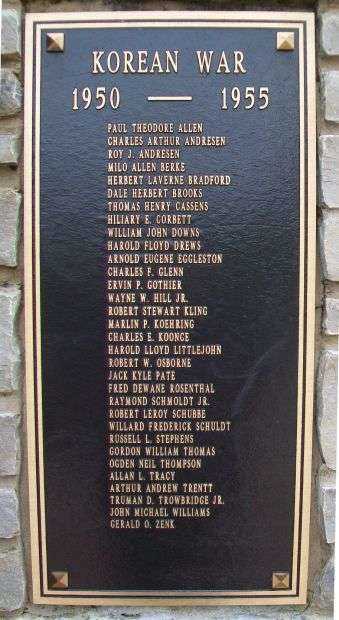 KOREAN WAR
1950 — 1955
PAUL THEODORE ALLEN
CHARLES ARTHUR ANDRESEN
ROY J. ANDRESEN
MILO ALLEN BERKE
HERBERT LAVERNE BRADFORD
DALE HERBERT BROOKS
THOMAS HENRY CASSENS
HILIARY E. CORBETT
WILLIAM JOHN DOWNS
HAROLD FLOYD DREWS
ARNOLD EUGENE EGGLESTON
CHARLES F. GLENN
ERVIN P. GOTHIER
WAYNE W. HILL JR.
ROBERT STEWART KLING
MARLIN P. KOEHRING
CHARLES E. KOONCE
HAROLD LLOYD LITTLEJOHN
ROBERT W. OSBORNE
JACK KYLE PATE
FRED DEWANE ROSENTHAL
RAYMOND SCHMOLDT JR.
ROBERT LEROY SCHUBBE
WILLARD FREDERICK SCHULDT
RUSSELL L. STEPHENS
GORDON WILLIAM THOMAS
OGDEN NEIL THOMPSON
ALLAN L. TRACY
ARTHUR ANDREW TRENTT
TRUMAN D. TROWBRIDGE JR.
JOHN MICHAEL WILLIAMS
GERALD O. ZENK